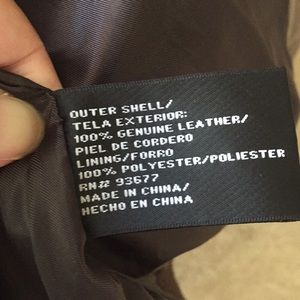 OUTER SHELL/
TELA EXTERIOR:
100% GENUINE LEATHER/
PIEL DE CORDERO
LINING/FORRO
100% POLYESTER/POLIESTER
RN# 93677
MADE IN CHINA/
HECHO EN CHINA